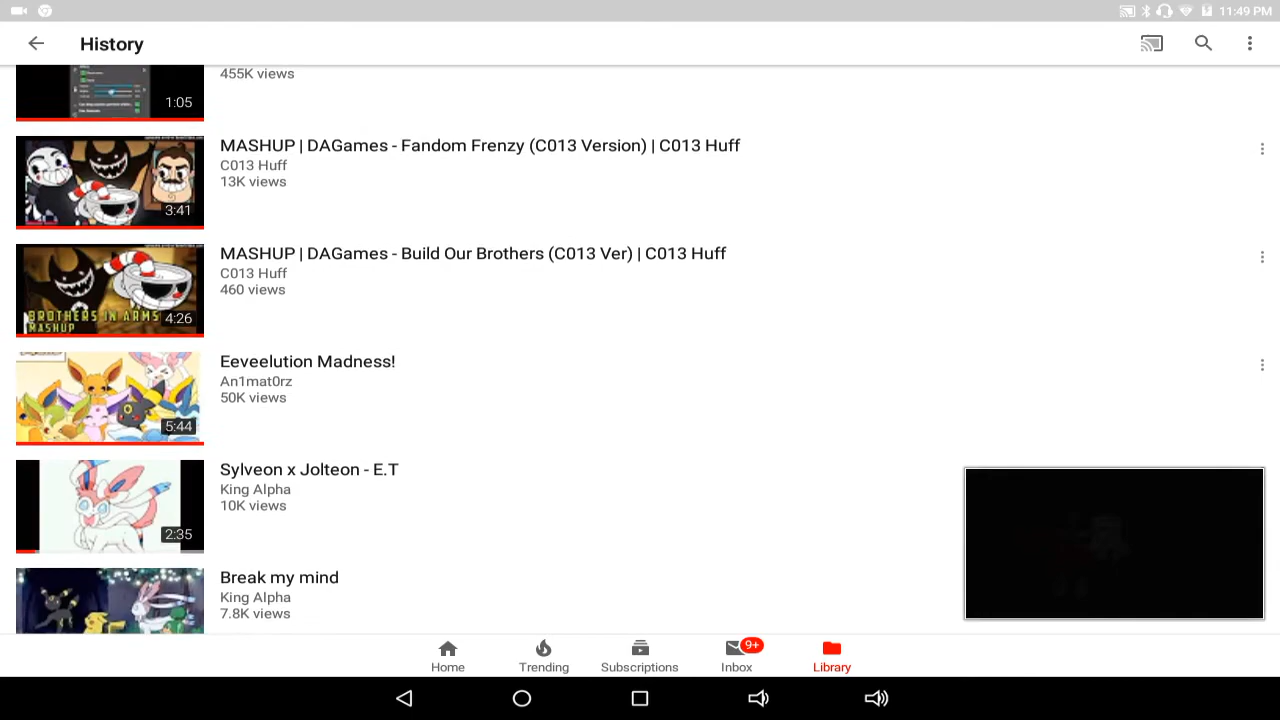 11:49 PM
History
455K views
1:05
MASHUP | DAGames - Fandom Frenzy (C013 Version) | C013 Huff
C013 Huff
13K views
3:41
MASHUP | DAGames - Build Our Brothers (C013 Ver) | C013 Huff
C013 Huff
460 views
BROTHERS IN ARMS
MASHUP
4:26
Eeveelution Madness!
An1mat0rz
50K views
5:44
Sylveon x Jolteon - E.T
King Alpha
10K views
2:35
Break my mind
King Alpha
7.8K views
Home
Trending
Subscriptions
9+
Inbox
Library